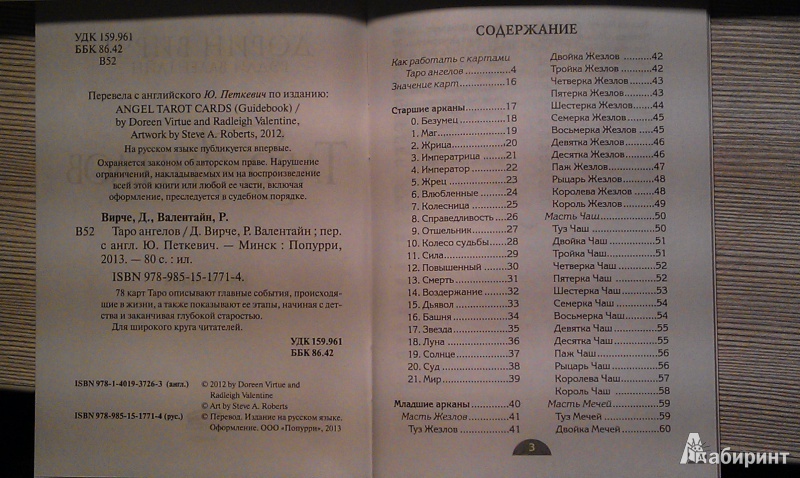 УДК 159.961
ББК 86.42
В52
Перевела с английского Ю. Петкевич по изданию:
ANGEL TAROT CARDS (Guidebook) /
by Doreen Virtue and Radleigh Valentine,
Artwork by Steve A. Roberts, 2012.
На русском языке публикуется впервые.
Охраняется законом об авторском праве. Нарушение
ограничений, накладываемых им на воспроизведение
всей этой книги или любой ее части, включая
оформление, преследуется в судебном порядке.
Вирче, Д., Валентайн, Р.
В52 Таро ангелов / Д. Вирче, Р. Валентайн ; пер.
с англ. Ю. Петкевич. — Минск : Попурри,
2013. — 80 с. : ил.
ISBN 978-985-15-1771-4.
78 карт Таро описывают главные события, происходя-
щие в жизни, а также показывают ее этапы, начиная с дет-
ства и заканчивая глубокой старостью.
Для широкого круга читателей.
УДК 159.961
ББК 86.42
ISBN 978-1-4019-3726-3 (англ.) © 2012 by Doreen Virtue and
Radleigh Valentine
© Art by Steve A. Roberts
ISBN 978-985-15-1771-4 (рус.) © Перевод. Издание на русском языке.
Оформление. ООО «Попурри», 2013
СОДЕРЖАНИЕ
Как работать с картами
Таро ангелов ..................4
Значение карт ..................16
Старшие арканы ..................17
0. Безумец ..................18
1. Маг ..................19
2. Жрица ..................20
3. Императрица ..................21
4. Император ..................22
5. Жрец ..................23
6. Влюбленные ..................24
7. Колесница ..................25
8. Справедливость ..................26
9. Отшельник ..................27
10. Колесо судьбы ..................28
11. Сила ..................29
12. Повышенный ..................30
13. Смерть ..................31
14. Воздержание ..................32
15. Дьявол ..................33
16. Башня ..................34
17. Звезда ..................35
18. Луна ..................36
19. Солнце ..................37
20. Суд ..................38
21. Мир ..................39
Младшие арканы ..................40
Масть Жезлов ..................41
Туз Жезлов ..................41
Двойка Жезлов ..................42
Тройка Жезлов ..................42
Четверка Жезлов ..................43
Пятерка Жезлов ..................43
Шестерка Жезлов ..................44
Семерка Жезлов ..................44
Восьмерка Жезлов ..................45
Девятка Жезлов ..................46
Десятка Жезлов ..................46
Паж Жезлов ..................47
Рыцарь Жезлов ..................48
Королева Жезлов ..................48
Король Жезлов ..................49
Масть Чаш ..................50
Туз Чаш ..................50
Двойка Чаш ..................51
Тройка Чаш ..................51
Четверка Чаш ..................52
Пятерка Чаш ..................52
Шестерка Чаш ..................53
Семерка Чаш ..................54
Восьмерка Чаш ..................54
Девятка Чаш ..................55
Десятка Чаш ..................55
Паж Чаш ..................56
Рыцарь Чаш ..................56
Королева Чаш ..................57
Король Чаш ..................58
Масть Мечей ..................59
Туз Мечей ..................59
Двойка Мечей ..................60
3
Лабиринт